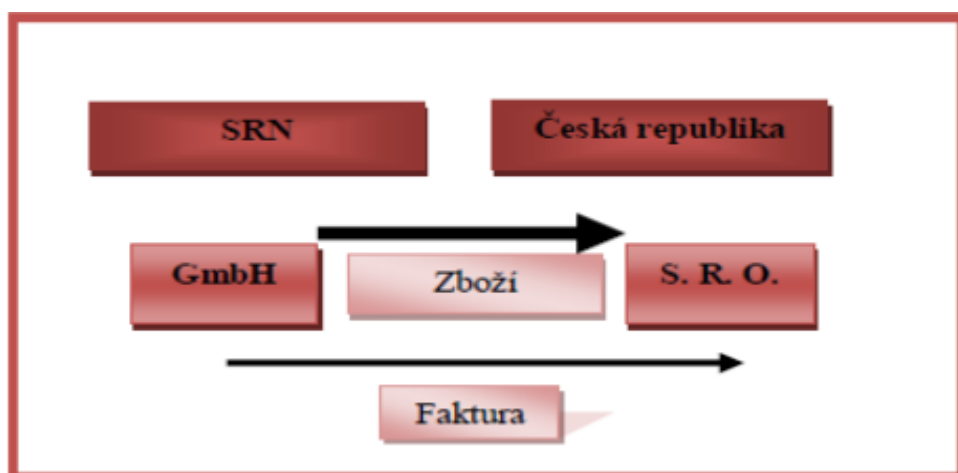 SRN
Česká republika
GmbH
Zboží
S. R. O.
Faktura